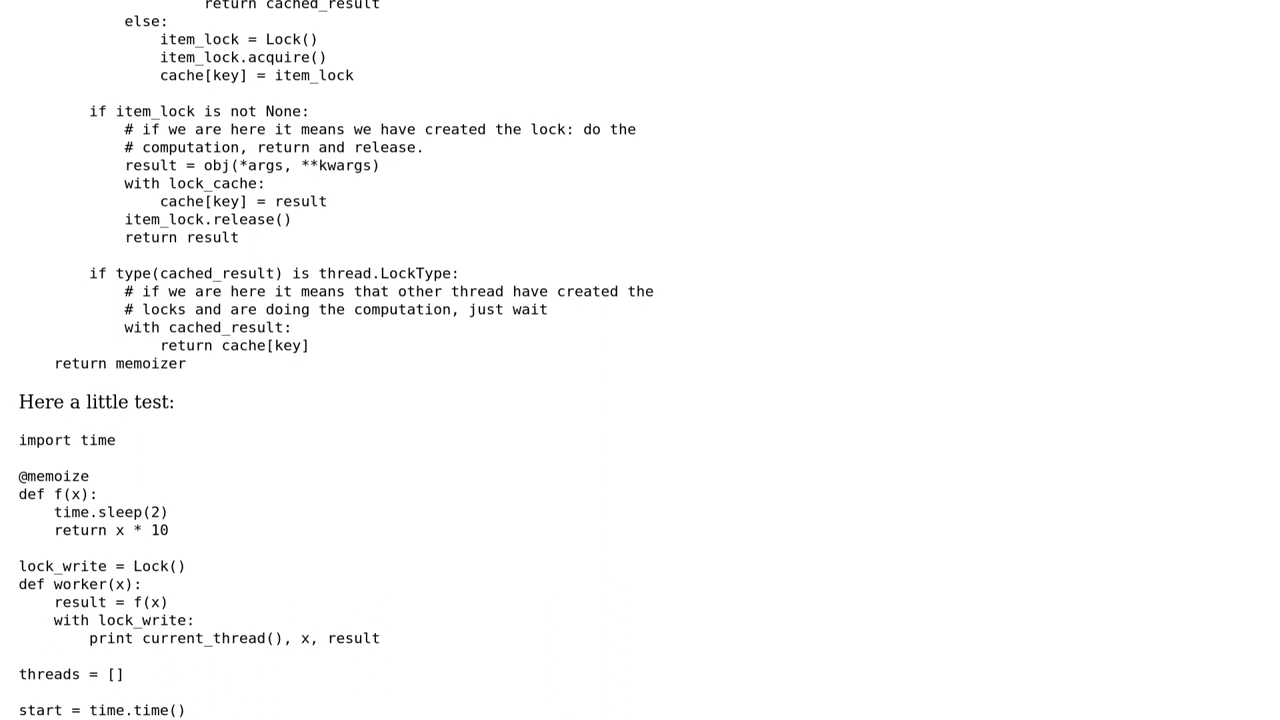 return cached_result
            else:
                item_lock = Lock()
                item_lock.acquire()
                cache[key] = item_lock

        if item_lock is not None:
            # if we are here it means we have created the lock: do the
            # computation, return and release.
            result = obj(*args, **kwargs)
            with lock_cache:
                cache[key] = result
            item_lock.release()
            return result

        if type(cached_result) is thread.LockType:
            # if we are here it means that other thread have created the
            # locks and are doing the computation, just wait
            with cached_result:
                return cache[key]
    return memoizer

Here a little test:

import time

@memoize
def f(x):
    time.sleep(2)
    return x * 10

lock_write = Lock()
def worker(x):
    result = f(x)
    with lock_write:
        print current_thread(), x, result

threads = []

start = time.time()